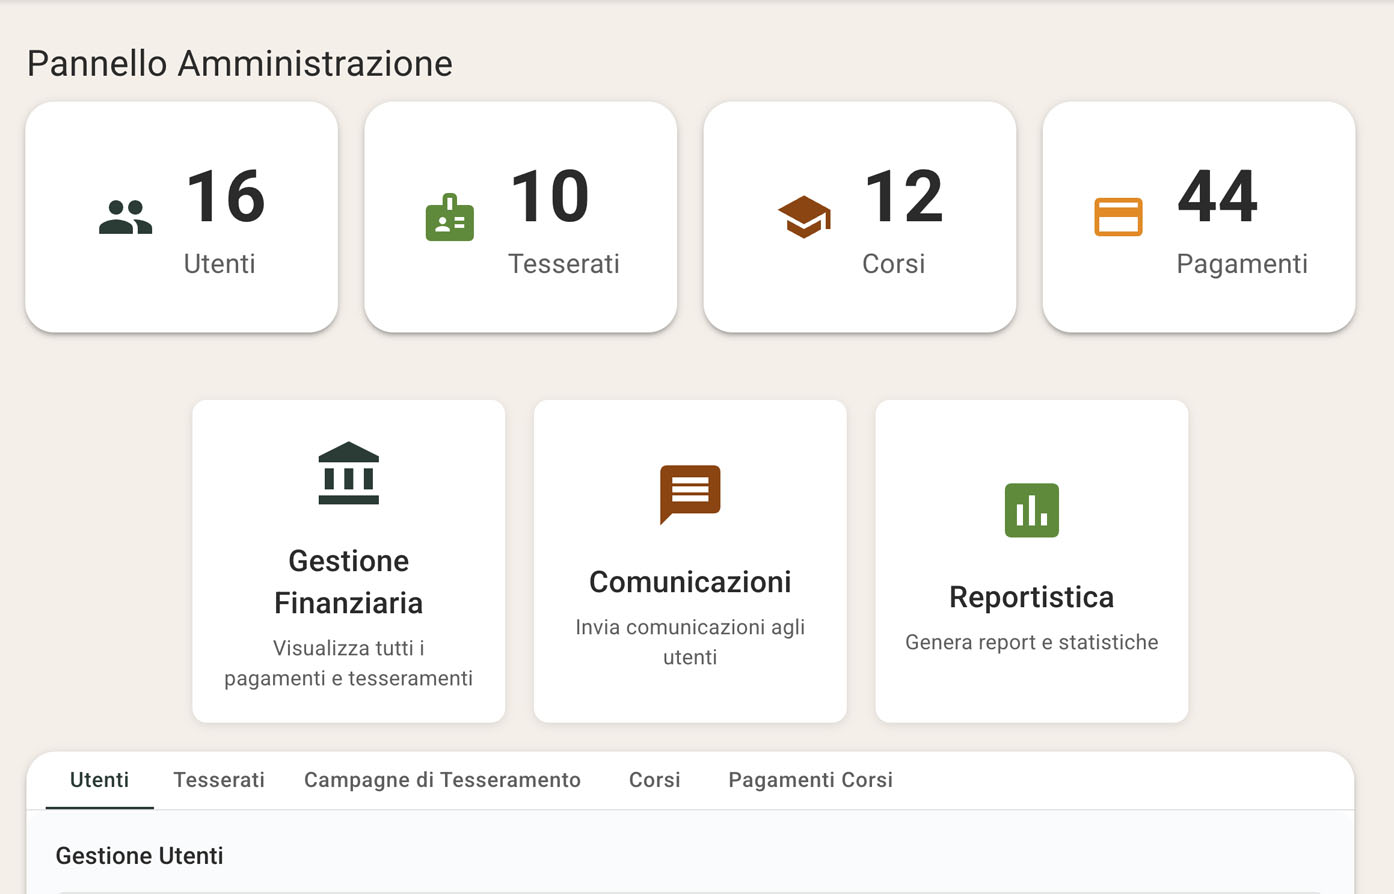 Pannello Amministrazione
16
Utenti
10
Tesserati
12
Corsi
44
Pagamenti
Gestione
Finanziaria
Visualizza tutti i
pagamenti e tesseramenti
Comunicazioni
Invia comunicazioni agli
utenti
Reportistica
Genera report e statistiche
Utenti Tesserati Campagne di Tesseramento Corsi Pagamenti Corsi
Gestione Utenti